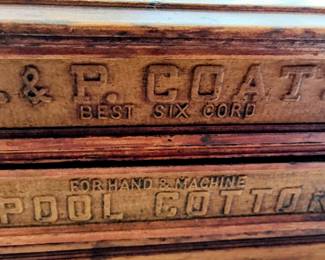 . & P. COAT
BEST SIX CORD
FOR HAND & MACHINE
POOL COTTO